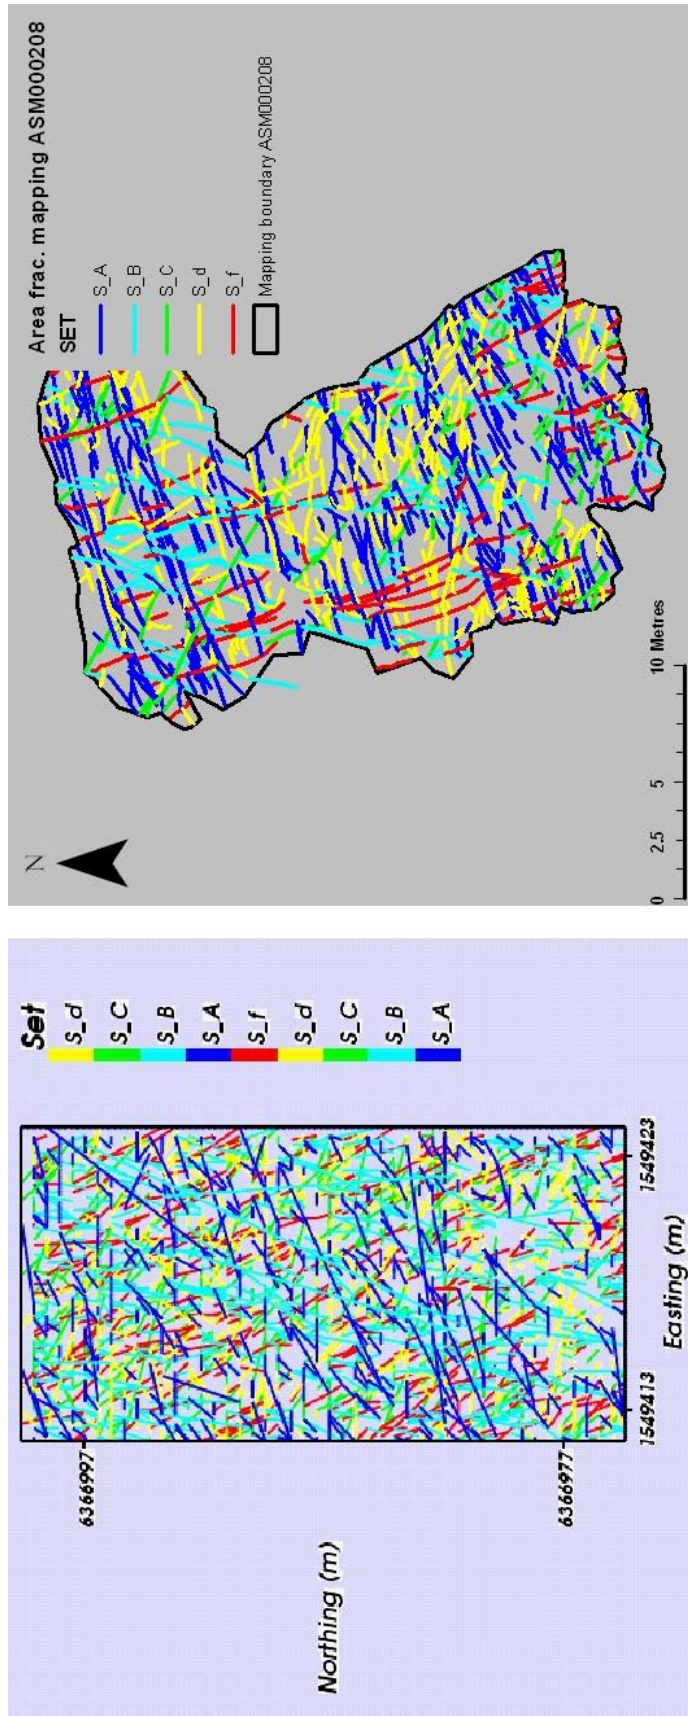 Area frac. mapping ASM000208
SET
S_A
S_B
S_C
S_d
S_f
Mapping boundary ASM000208
N
0 2.5 5 10 Metres
Set
S_d
S_C
S_B
S_A
S_f
S_d
S_C
S_B
S_A
6366997
6366977
Northing (m)
1549413 1549423
Easting (m)